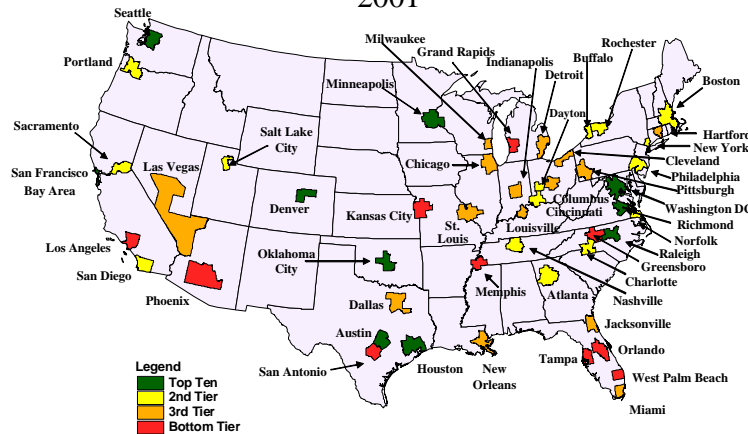 2001
Seattle
Portland
Sacramento
San Francisco
Bay Area
Las Vegas
Los Angeles
San Diego
Phoenix
Salt Lake
City
Denver
Minneapolis
Milwaukee
Grand Rapids
Indianapolis
Detroit
Dayton
Buffalo
Rochester
Boston
Hartford
New York
Cleveland
Philadelphia
Pittsburgh
Washington DC
Richmond
Norfolk
Raleigh
Greensboro
Charlotte
Nashville
Chicago
Kansas City
St.
Louis
Columbus
Cincinnati
Louisville
Oklahoma
City
Memphis
Atlanta
Dallas
Austin
San Antonio
Houston
New
Orleans
Jacksonville
Orlando
Tampa
West Palm Beach
Miami
Legend
Top Ten
2nd Tier
3rd Tier
Bottom Tier